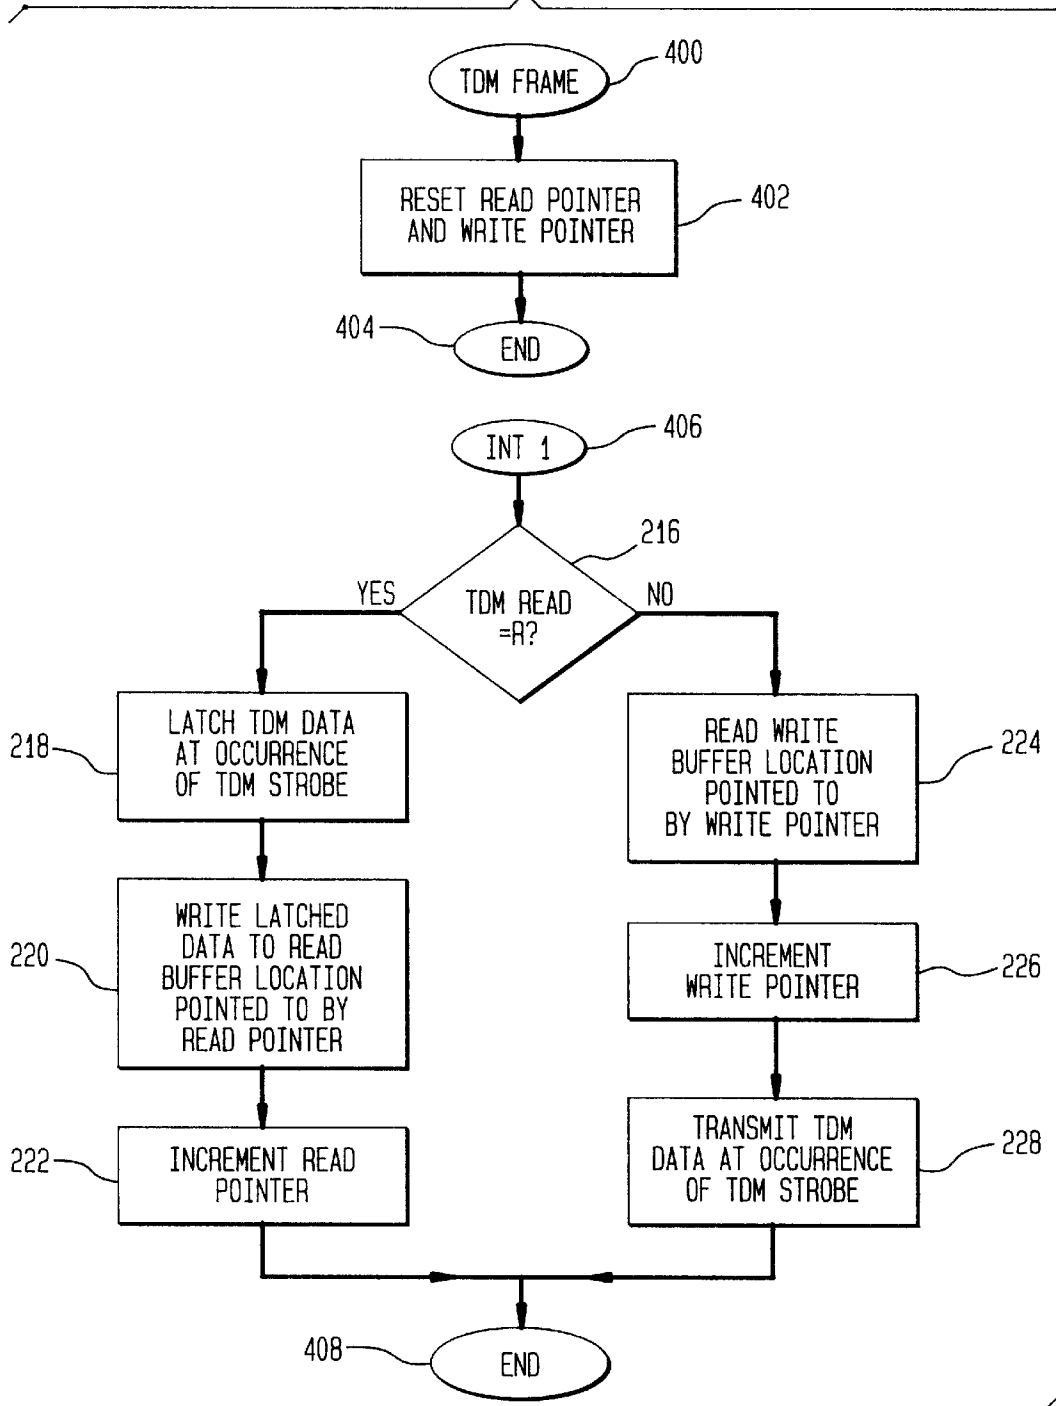 400
TDM FRAME
RESET READ POINTER
AND WRITE POINTER
402
404
END
INT 1
406
216
YES
TDM READ
=R?
NO
218
LATCH TDM DATA
AT OCCURRENCE
OF TDM STROBE
READ WRITE
BUFFER LOCATION
POINTED TO
BY WRITE POINTER
224
220
WRITE LATCHED
DATA TO READ
BUFFER LOCATION
POINTED TO BY
READ POINTER
INCREMENT
WRITE POINTER
226
222
INCREMENT READ
POINTER
TRANSMIT TDM
DATA AT OCCURRENCE
OF TDM STROBE
228
408
END